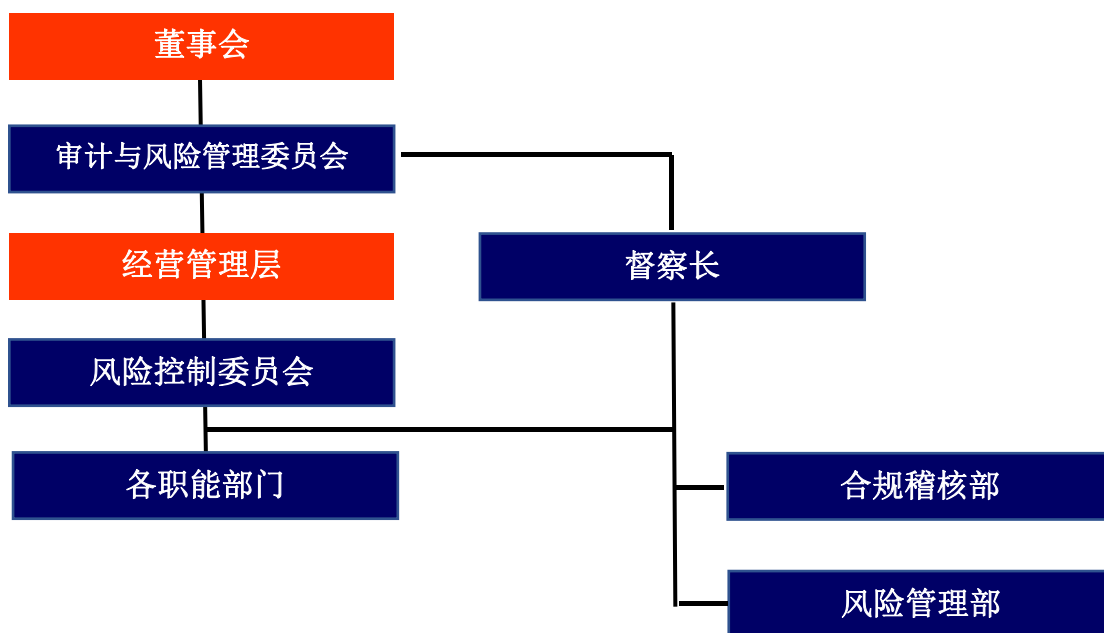 董事会
审计与风险管理委员会
经营管理层
督察长
风险控制委员会
各职能部门
合规稽核部
风险管理部